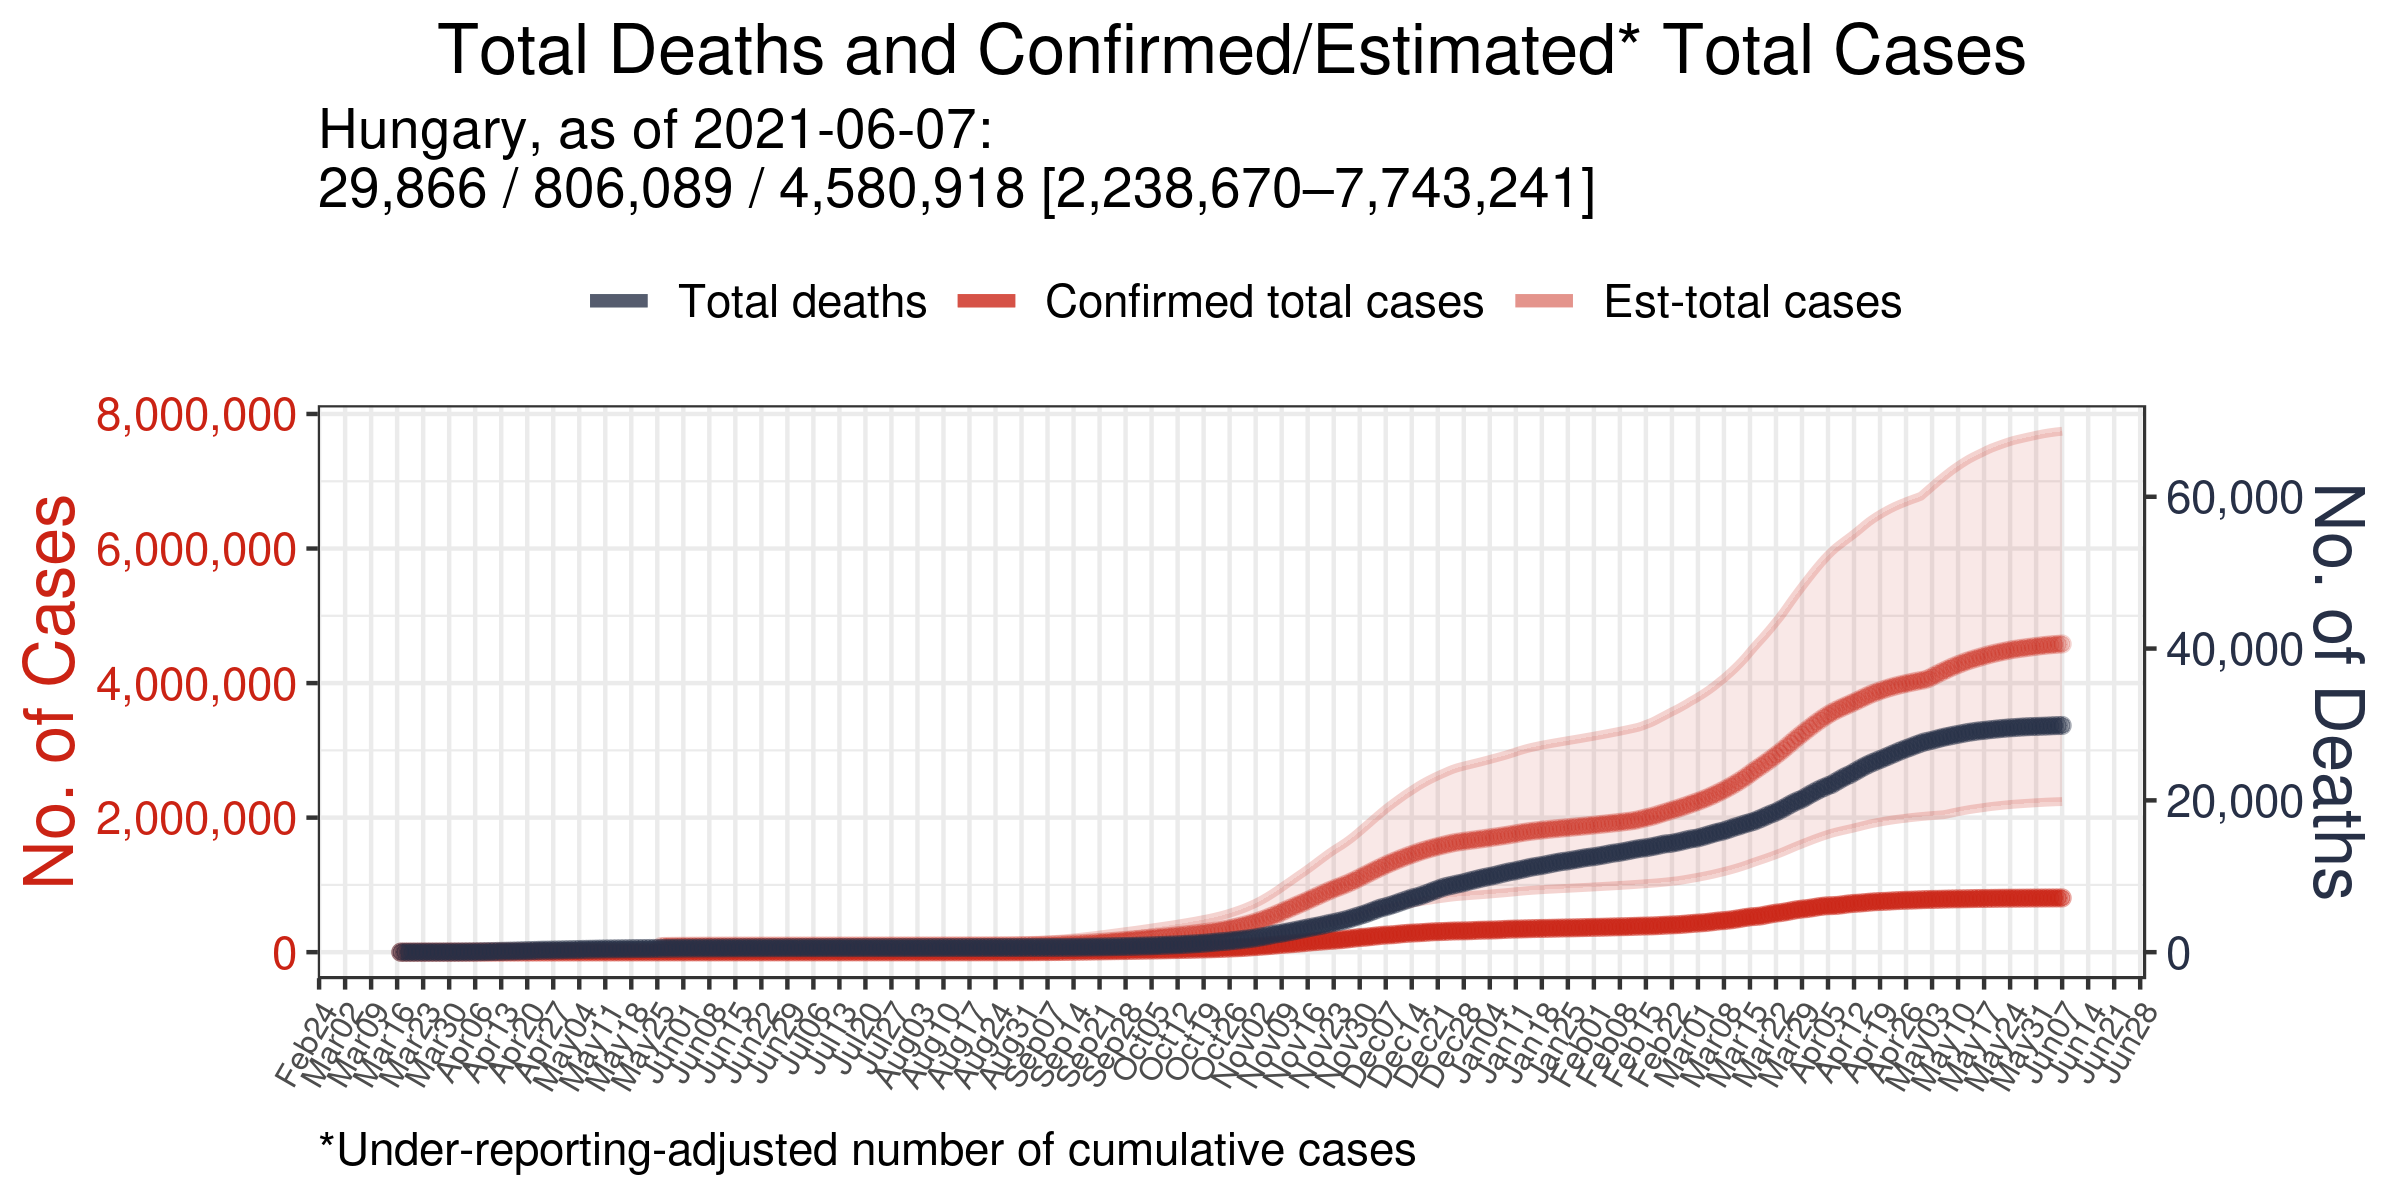 Total Deaths and Confirmed/Estimated* Total Cases
Hungary, as of 2021-06-07:
29,866 / 806,089 / 4,580,918 [2,238,670–7,743,241]
Total deaths Confirmed total cases Est-total cases
No. of Cases
8,000,000
6,000,000
4,000,000
2,000,000
0
60,000
40,000
20,000
0
No. of Deaths
Feb24 Mar02 Mar09 Mar16 Mar23 Mar30 Apr06 Apr13 Apr20 Apr27 May04 May11 May18 May25 Jun01 Jun08 Jun15 Jun22 Jun29 Jul06 Jul13 Jul20 Jul27 Aug03 Aug10 Aug17 Aug24 Aug31 Sep07 Sep14 Sep21 Sep28 Oct05 Oct12 Oct19 Oct26 Nov02 Nov09 Nov16 Nov23 Nov30 Dec07 Dec14 Dec21 Dec28 Jan04 Jan11 Jan18 Jan25 Feb01 Feb08 Feb15 Feb22 Mar01 Mar08 Mar15 Mar22 Mar29 Apr05 Apr12 Apr19 Apr26 May03 May10 May17 May24 May31 Jun07 Jun14 Jun21 Jun28
*Under-reporting-adjusted number of cumulative cases